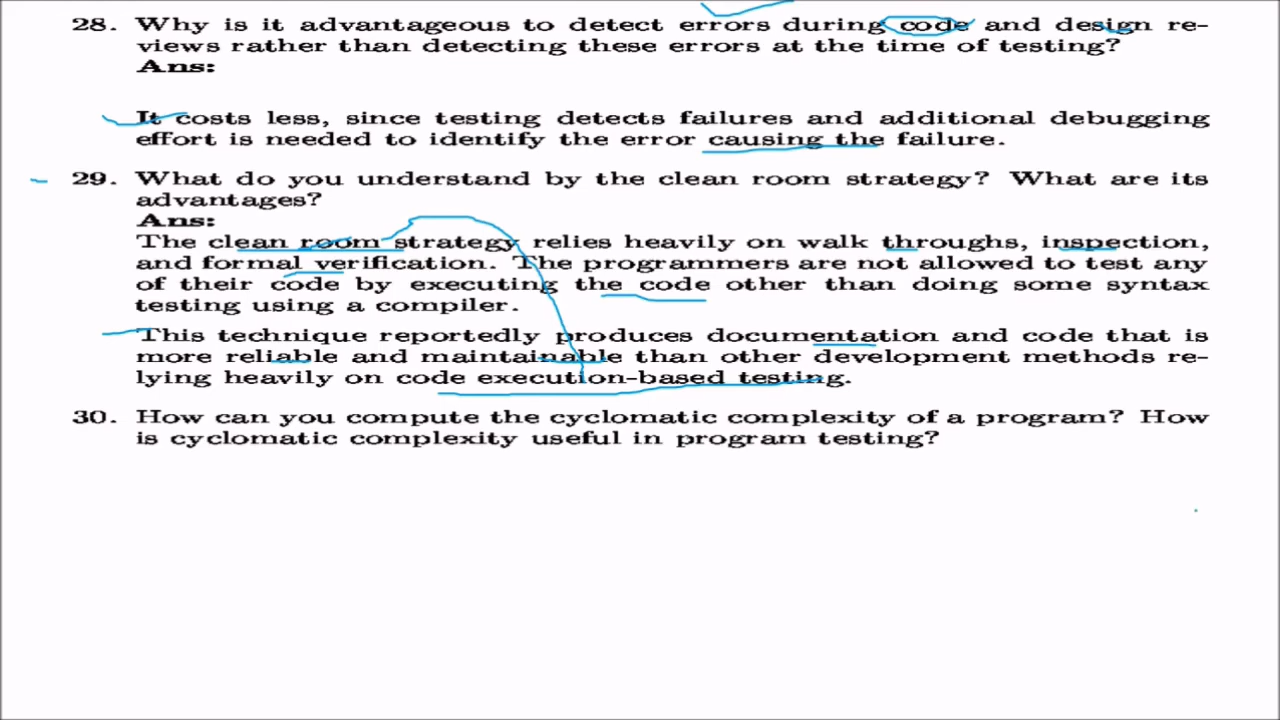 28. Why is it advantageous to detect errors during code and design re-
views rather than detecting these errors at the time of testing?
Ans:
It costs less, since testing detects failures and additional debugging
effort is needed to identify the error causing the failure.
29. What do you understand by the clean room strategy? What are its
advantages?
Ans:
The clean room strategy relies heavily on walk throughs, inspection,
and formal verification. The programmers are not allowed to test any
of their code by executing the code other than doing some syntax
testing using a compiler.
This technique reportedly produces documentation and code that is
more reliable and maintainable than other development methods re-
lying heavily on code execution-based testing.
30. How can you compute the cyclomatic complexity of a program? How
is cyclomatic complexity useful in program testing?